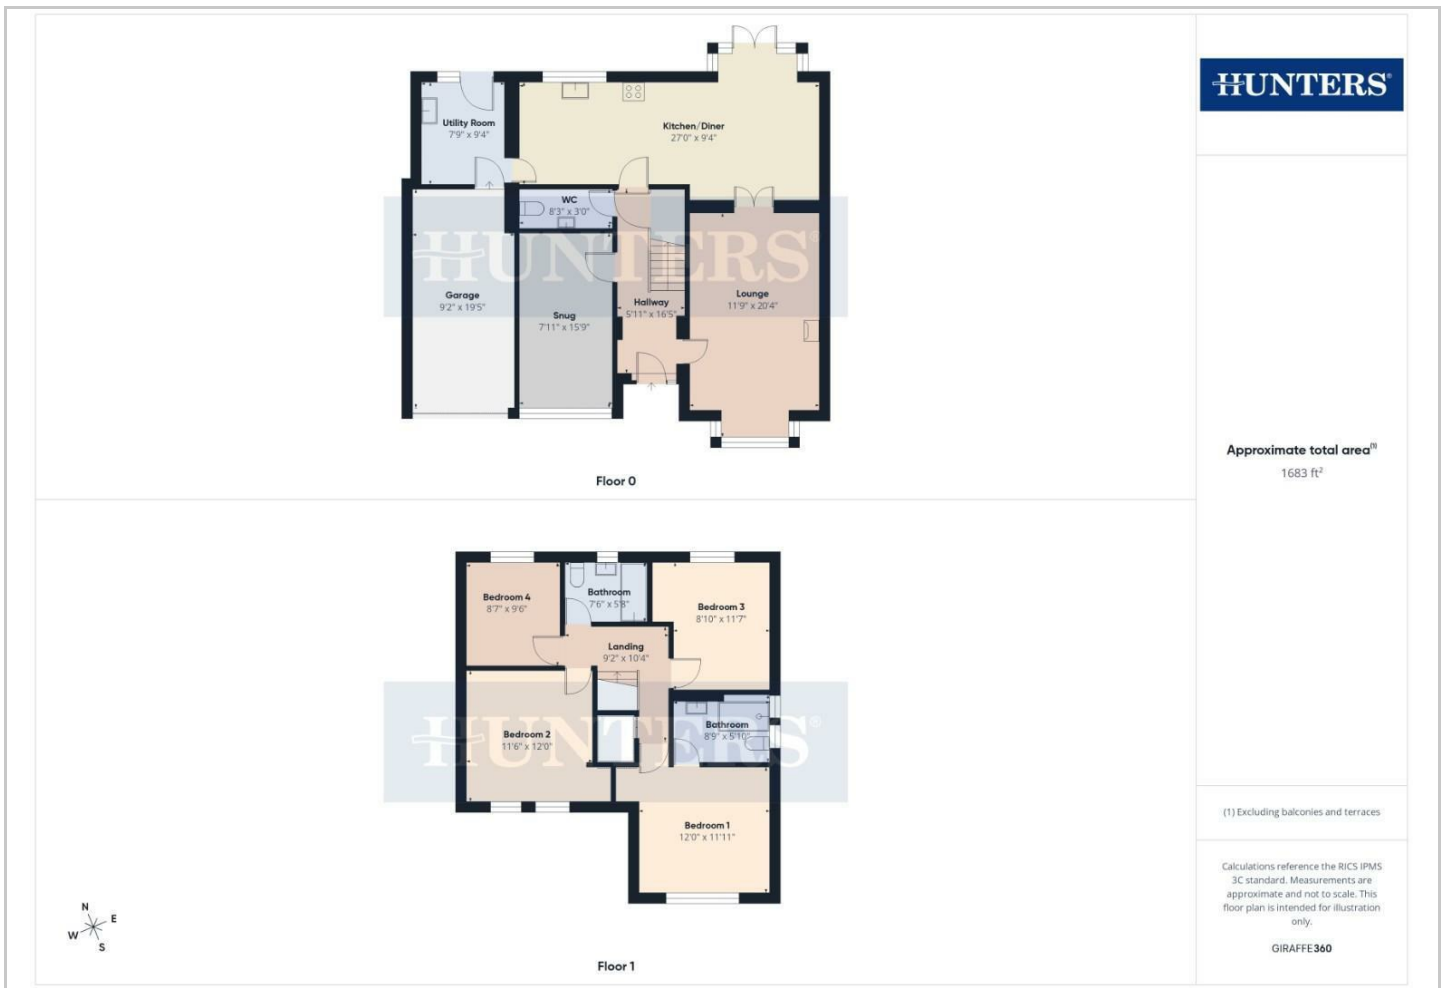 HUNTERS®
Utility Room
7'9" x 9'4"
Kitchen/Diner
27'0" x 9'4"
WC
8'3" x 3'0"
HUNTERS®
Garage
9'2" x 19'5"
Snug
7'11" x 15'9"
Hallway
5'11" x 16'5"
Lounge
11'9" x 20'4"
Floor 0
Approximate total area(1)
1683 ft²
Bedroom 4
8'7" x 9'6"
Bathroom
7'6" x 5'8"
Bedroom 3
8'10" x 11'7"
Landing
9'2" x 10'4"
HUNTERS®
Bedroom 2
11'6" x 12'0"
Bathroom
8'9" x 5'10"
Bedroom 1
12'0" x 11'11"
N
E
W
S
Floor 1
(1) Excluding balconies and terraces
Calculations reference the RICS IPMS
3C standard. Measurements are
approximate and not to scale. This
floor plan is intended for illustration
only.
GIRAFFE360